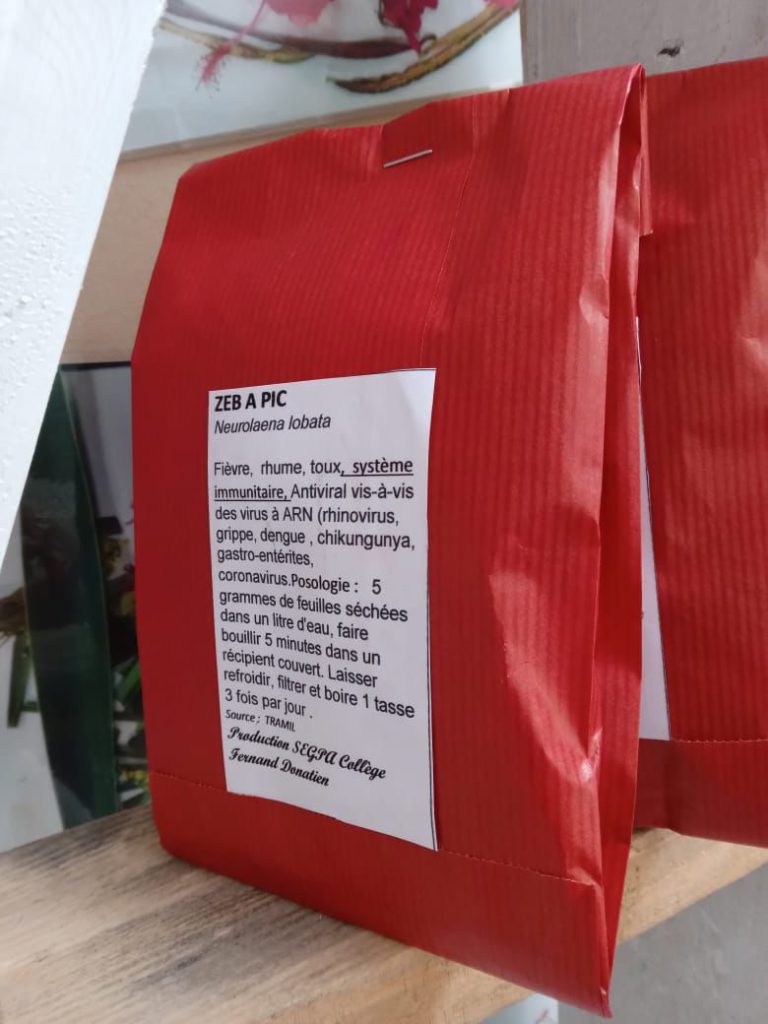 ZEB A PIC
Neurolaena lobata
Fièvre, rhume, toux, système
immunitaire, Antiviral vis-à-vis
des virus à ARN (rhinovirus,
grippe, dengue , chikungunya,
gastro-entérites,
coronavirus.Posologie : 5
grammes de feuilles séchées
dans un litre d'eau, faire
bouillir 5 minutes dans un
récipient couvert. Laisser
refroidir, filtrer et boire 1 tasse
3 fois par jour .
Source ; TRAMIL
Production SEGPA Collège
Fernand Donatien